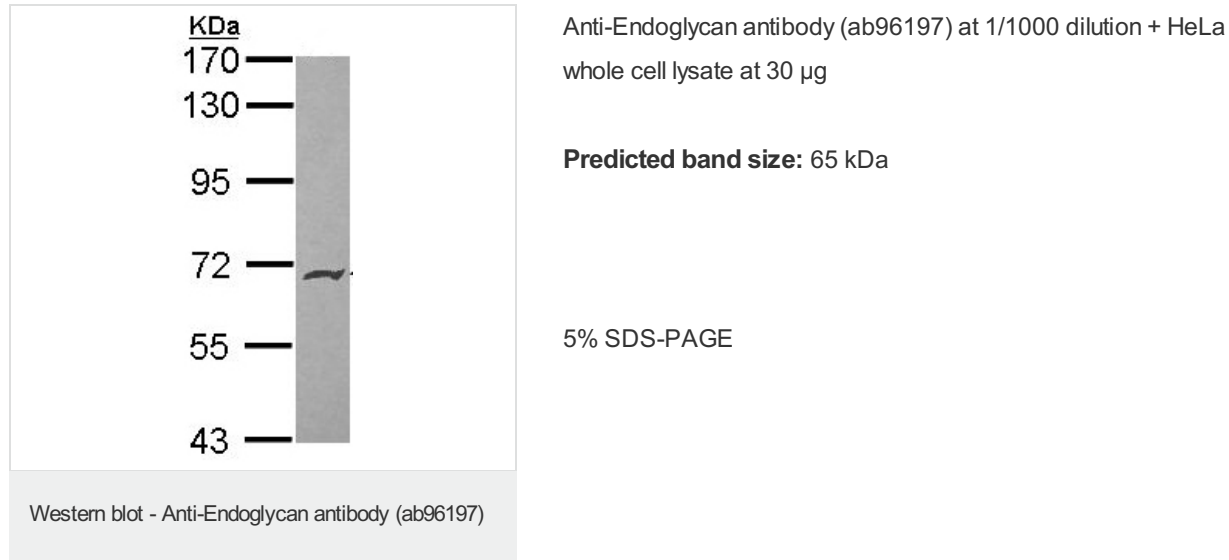 KDa
170
130
95
72
55
43
Western blot - Anti-Endoglycan antibody (ab96197)
Anti-Endoglycan antibody (ab96197) at 1/1000 dilution + HeLa
whole cell lysate at 30 µg
Predicted band size: 65 kDa
5% SDS-PAGE